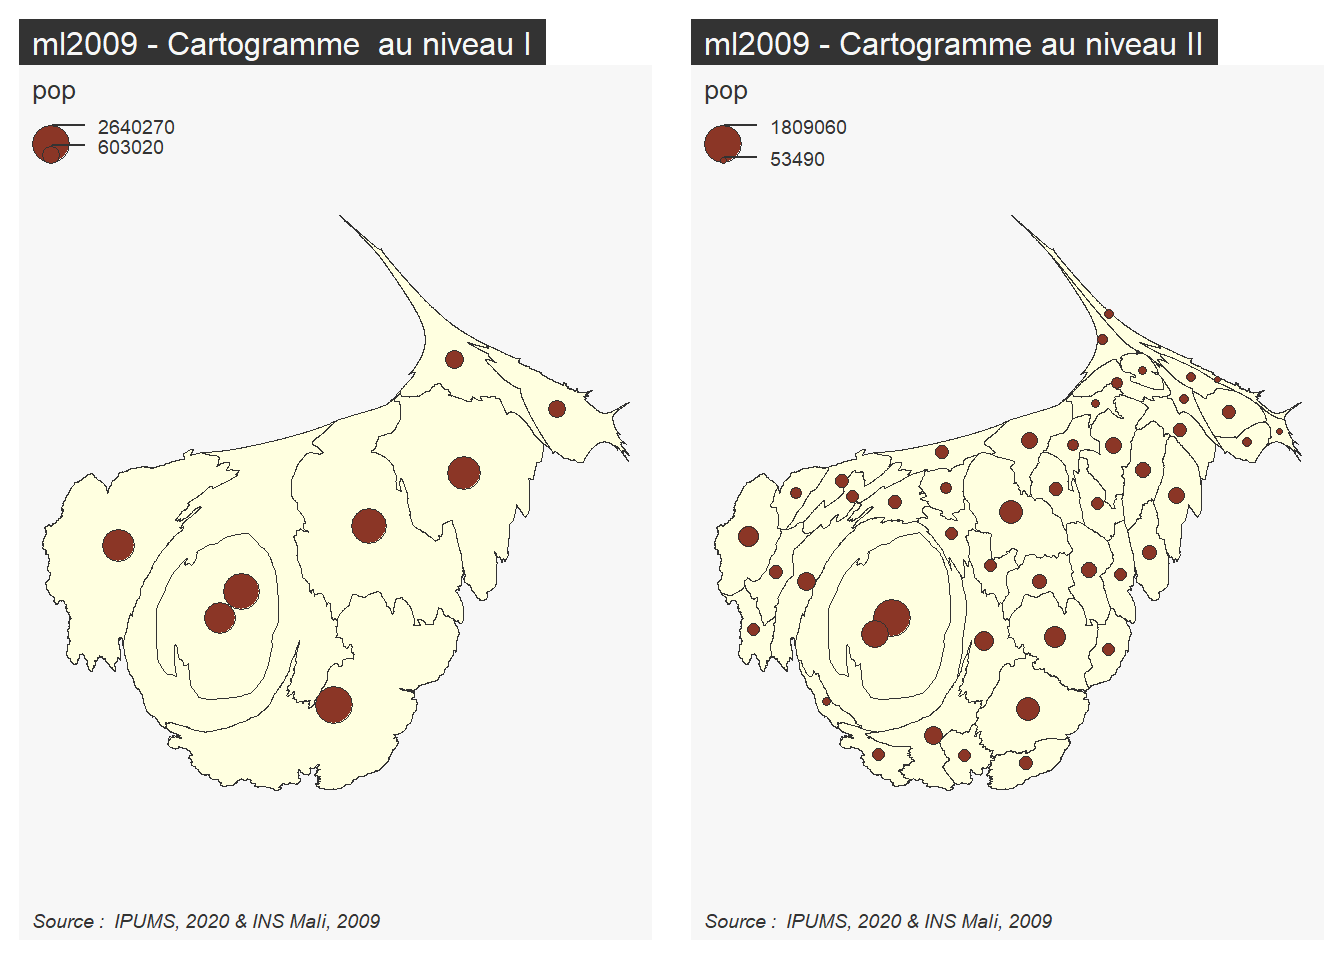 ml2009 - Cartogramme  au niveau I
pop
2640270
603020
Source :  IPUMS, 2020 & INS Mali, 2009
ml2009 - Cartogramme au niveau II
pop
1809060
53490
Source :  IPUMS, 2020 & INS Mali, 2009